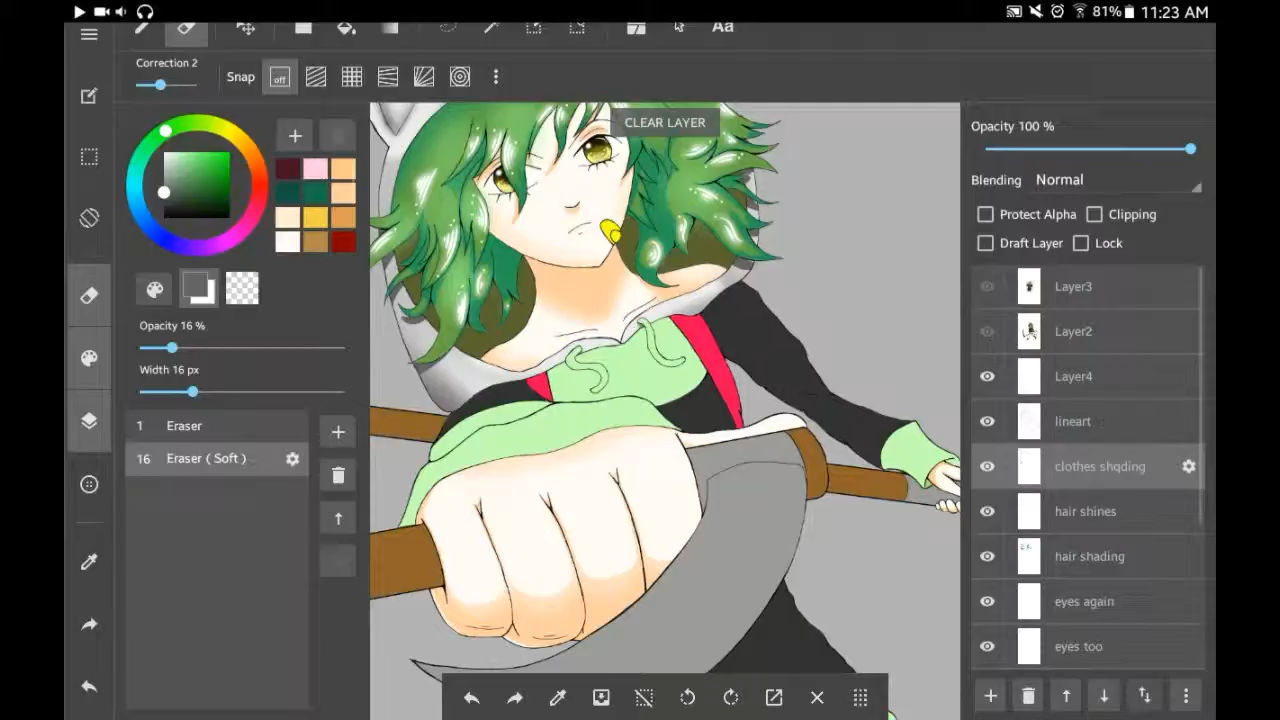 81% 11:23 AM
Aa
Correction 2
Snap
off
CLEAR LAYER
Opacity 100 %
Blending Normal
Protect Alpha
Clipping
Draft Layer
Lock
Opacity 16 %
Width 16 px
1 Eraser
16 Eraser ( Soft )
Layer3
Layer2
Layer4
lineart
clothes shqding
hair shines
hair shading
eyes again
eyes too